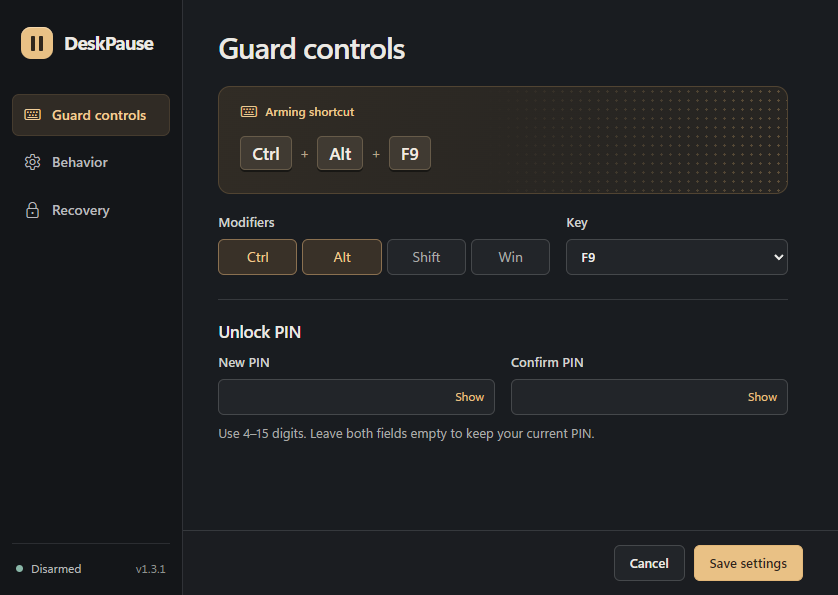 DeskPause
Guard controls
Behavior
Recovery
Disarmed
v1.3.1
Guard controls
Arming shortcut
Ctrl + Alt + F9
Modifiers
Ctrl
Alt
Shift
Win
Key
F9
Unlock PIN
New PIN
Show
Confirm PIN
Show
Use 4–15 digits. Leave both fields empty to keep your current PIN.
Cancel
Save settings